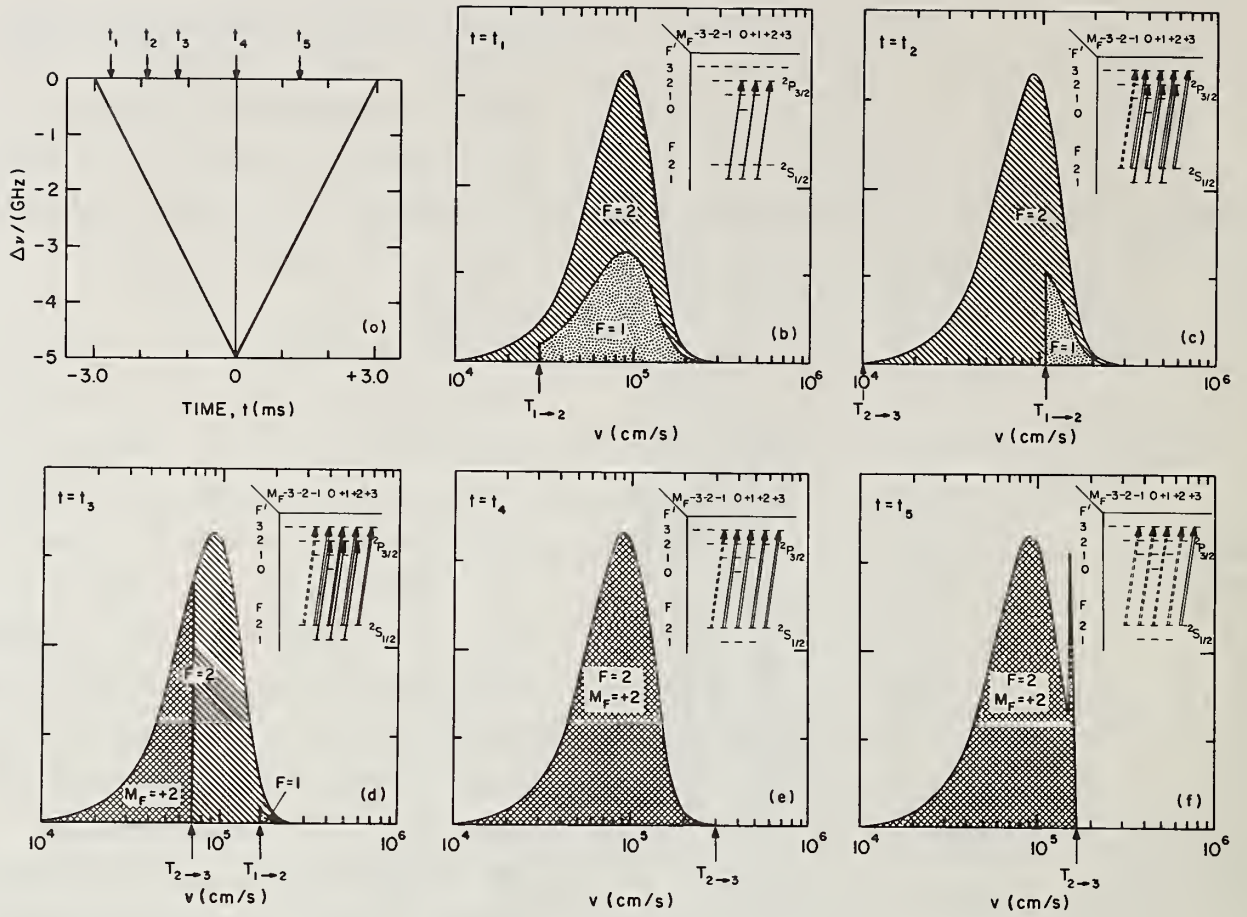 t₁ t₂ t₃ t₄ t₅
0
−1
−2
−3
−4
−5
Δν/(GHz)
(a)
−3.0 0 +3.0
TIME, t(ms)
t= t₁
M_F −3 −2 −1 0 +1 +2 +3
F'
3
2
1
0
F
2
1
²P₃/₂
²S₁/₂
F=2
F=1
(b)
10⁴ 10⁵ 10⁶
T₁→₂
v (cm/s)
t= t₂
M_F −3 −2 −1 0 +1 +2 +3
F'
3
2
1
0
F
2
1
²P₃/₂
²S₁/₂
F=2
F=1
(c)
10⁴ 10⁶
T₂→₃ T₁→₂
v (cm/s)
t= t₃
M_F −3 −2 −1 0 +1 +2 +3
F'
3
2
1
0
F
2
1
²P₃/₂
²S₁/₂
F=2
M_F=+2
F=1
(d)
10⁴ 10⁵ 10⁶
T₂→₃ T₁→₂
v (cm/s)
t= t₄
M_F −3 −2 −1 0 +1 +2 +3
F'
3
2
1
0
F
2
1
²P₃/₂
²S₁/₂
F=2
M_F=+2
(e)
10⁴ 10⁵ 10⁶
T₂→₃
v (cm/s)
t= t₅
M_F −3 −2 −1 0 +1 +2 +3
F'
3
2
1
0
F
2
1
²P₃/₂
²S₁/₂
F=2
M_F=+2
(f)
10⁴ 10⁵ 10⁶
T₂→₃
v (cm/s)